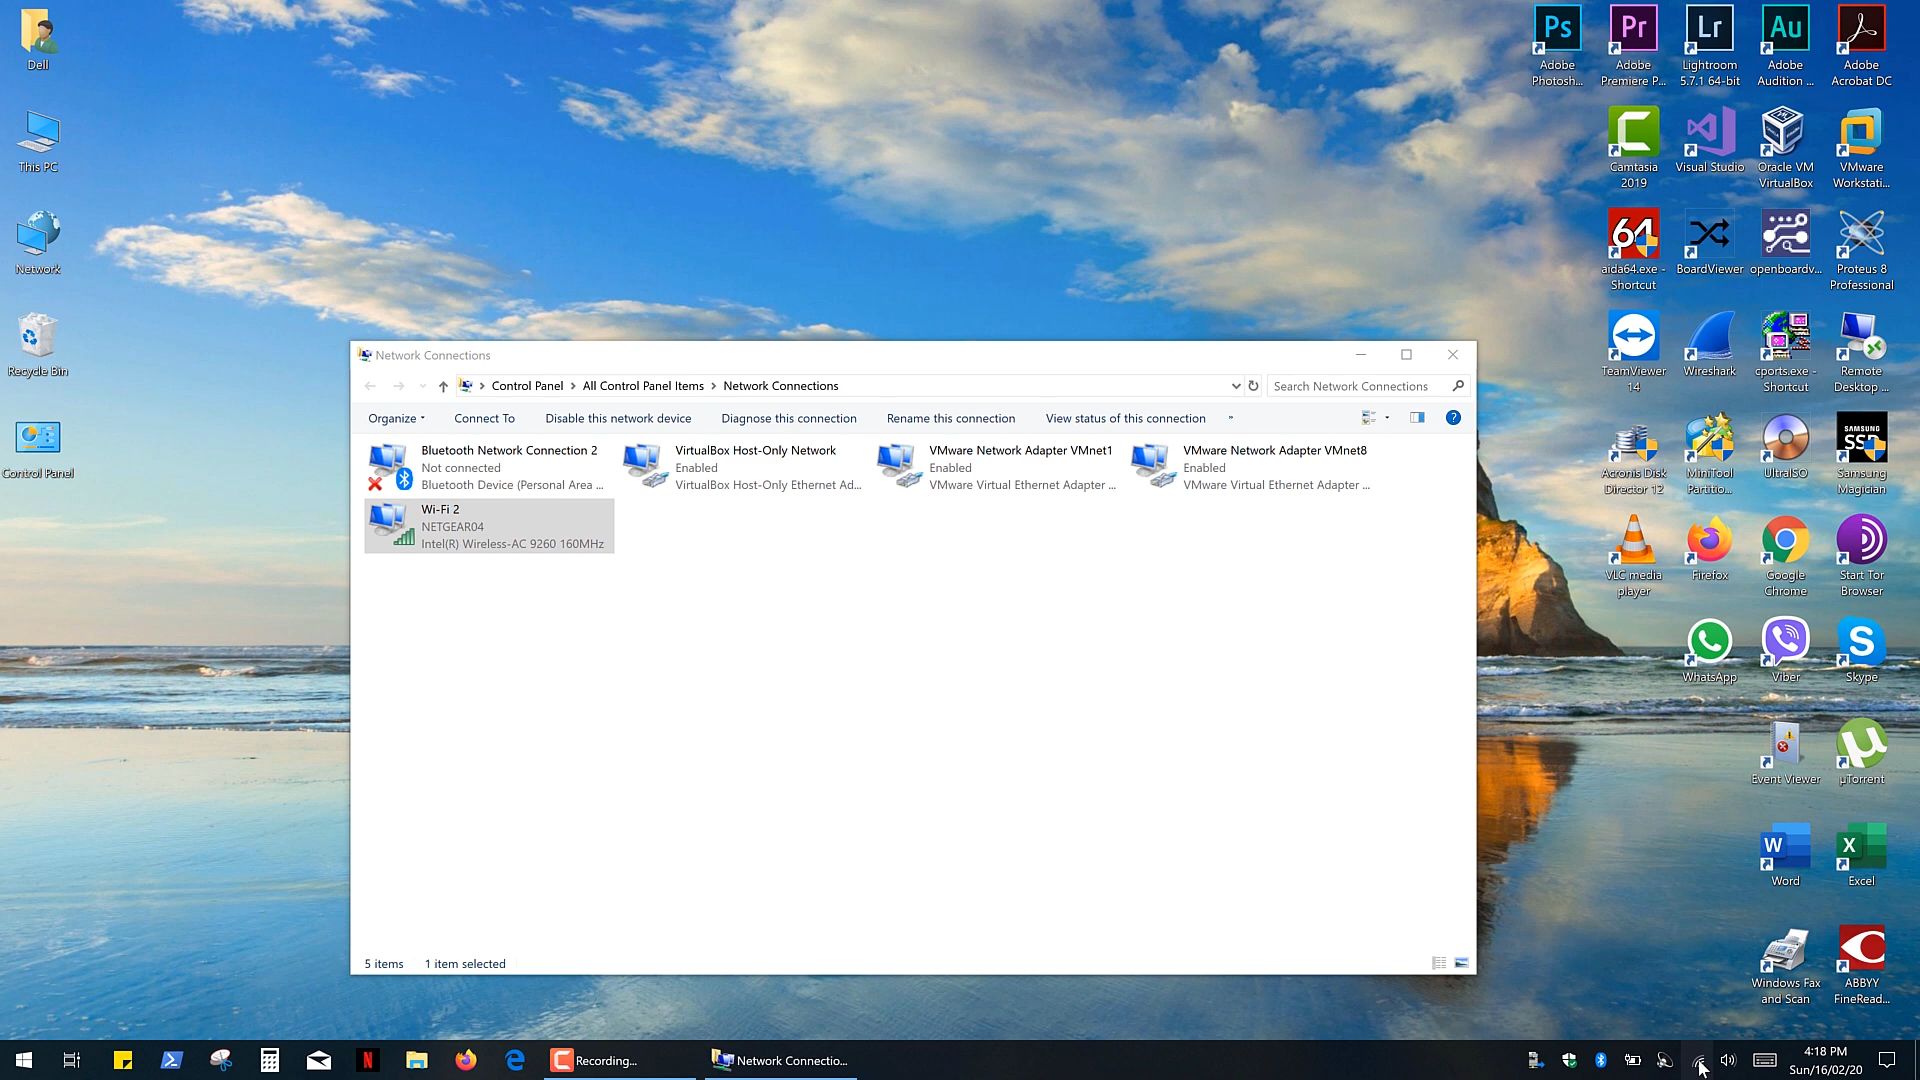 Dell
This PC
Network
Recycle Bin
Control Panel
Ps
Adobe
Photosh...
Pr
Adobe
Premiere P...
Lr
Lightroom
5.7.1 64-bit
Au
Adobe
Audition ...
Adobe
Acrobat DC
Camtasia
2019
Visual Studio
Oracle VM
VirtualBox
VMware
Workstati...
64
aida64.exe -
Shortcut
BoardViewer
openboardv...
Proteus 8
Professional
TeamViewer
14
Wireshark
cports.exe -
Shortcut
Remote
Desktop ...
Acronis Disk
Director 12
MiniTool
Partitio...
UltraISO
SAMSUNG
SSD
Samsung
Magician
VLC media
player
Firefox
Google
Chrome
Start Tor
Browser
WhatsApp
Viber
Skype
Event Viewer
µTorrent
Word
Excel
Windows Fax
and Scan
ABBYY
FineRead...
Network Connections
Control Panel > All Control Panel Items > Network Connections
Search Network Connections
Organize Connect To Disable this network device Diagnose this connection Rename this connection View status of this connection »
Bluetooth Network Connection 2
Not connected
Bluetooth Device (Personal Area ...
VirtualBox Host-Only Network
Enabled
VirtualBox Host-Only Ethernet Ad...
VMware Network Adapter VMnet1
Enabled
VMware Virtual Ethernet Adapter ...
VMware Network Adapter VMnet8
Enabled
VMware Virtual Ethernet Adapter ...
Wi-Fi 2
NETGEAR04
Intel(R) Wireless-AC 9260 160MHz
5 items 1 item selected
Recording...
Network Connectio...
4:18 PM
Sun/16/02/20